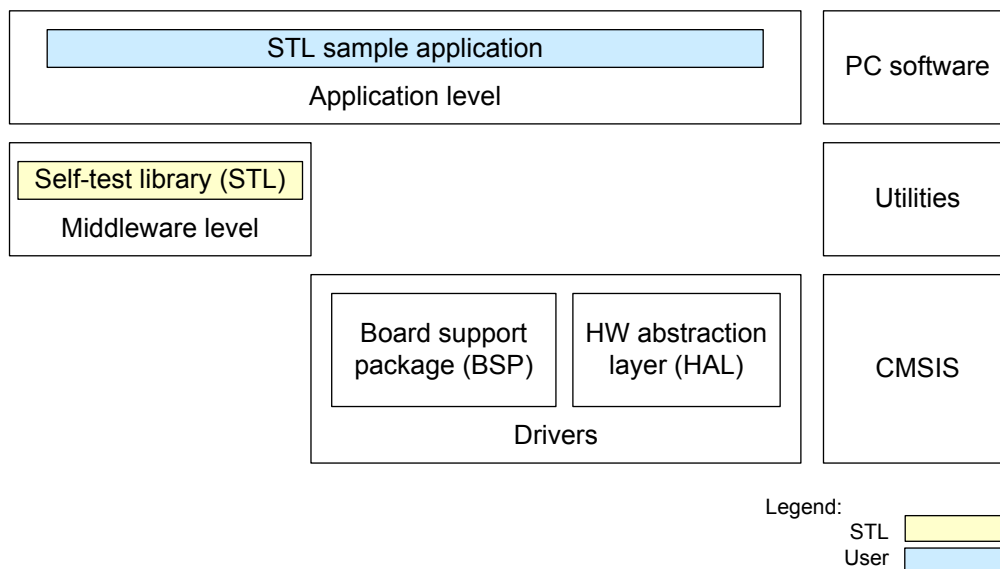 STL sample application
Application level
PC software
Self-test library (STL)
Middleware level
Utilities
Board support
package (BSP)
HW abstraction
layer (HAL)
Drivers
CMSIS
Legend:
STL
User